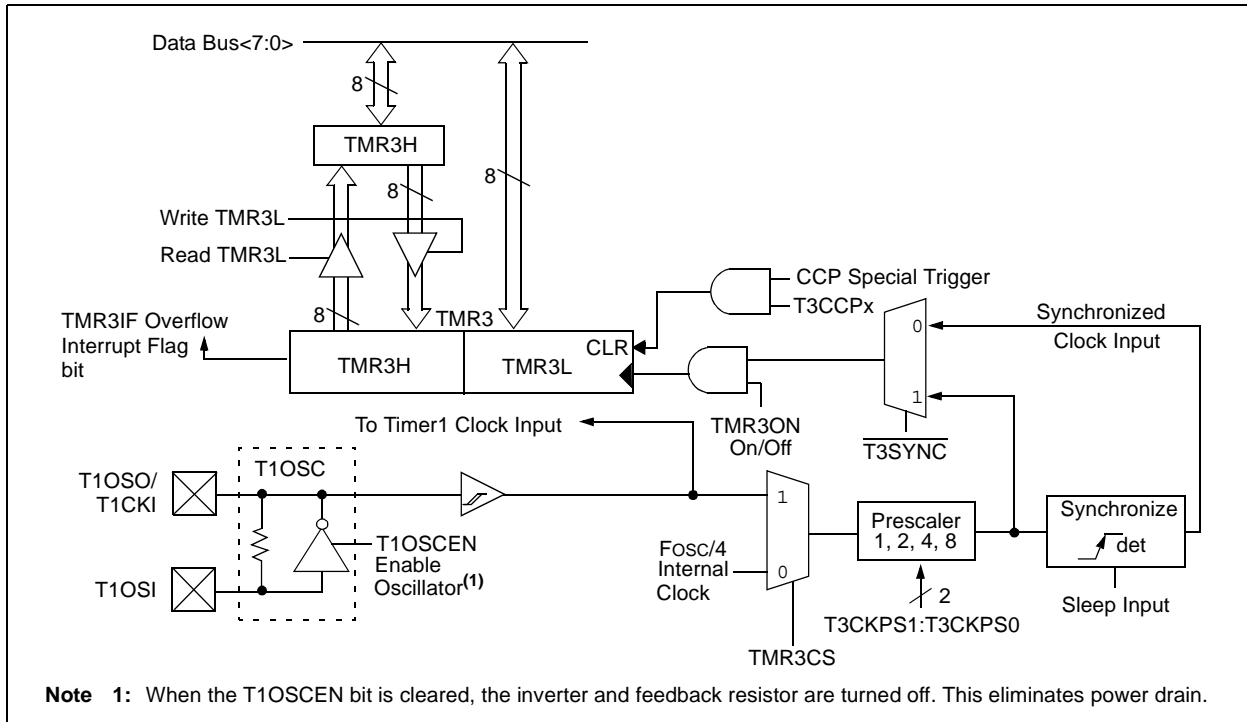 Data Bus<7:0>
8
TMR3H
8
8
Write TMR3L
Read TMR3L
CCP Special Trigger
T3CCPx
8
TMR3
TMR3IF Overflow
Interrupt Flag
bit
TMR3H
TMR3L
CLR
0
1
Synchronized
Clock Input
To Timer1 Clock Input
TMR3ON
On/Off
T3SYNC
T1OSO/
T1CKI
T1OSC
T1OSI
T1OSCEN
Enable
Oscillator(1)
1
0
FOSC/4
Internal
Clock
Prescaler
1, 2, 4, 8
Synchronize
det
2
T3CKPS1:T3CKPS0
Sleep Input
TMR3CS
Note 1: When the T1OSCEN bit is cleared, the inverter and feedback resistor are turned off. This eliminates power drain.